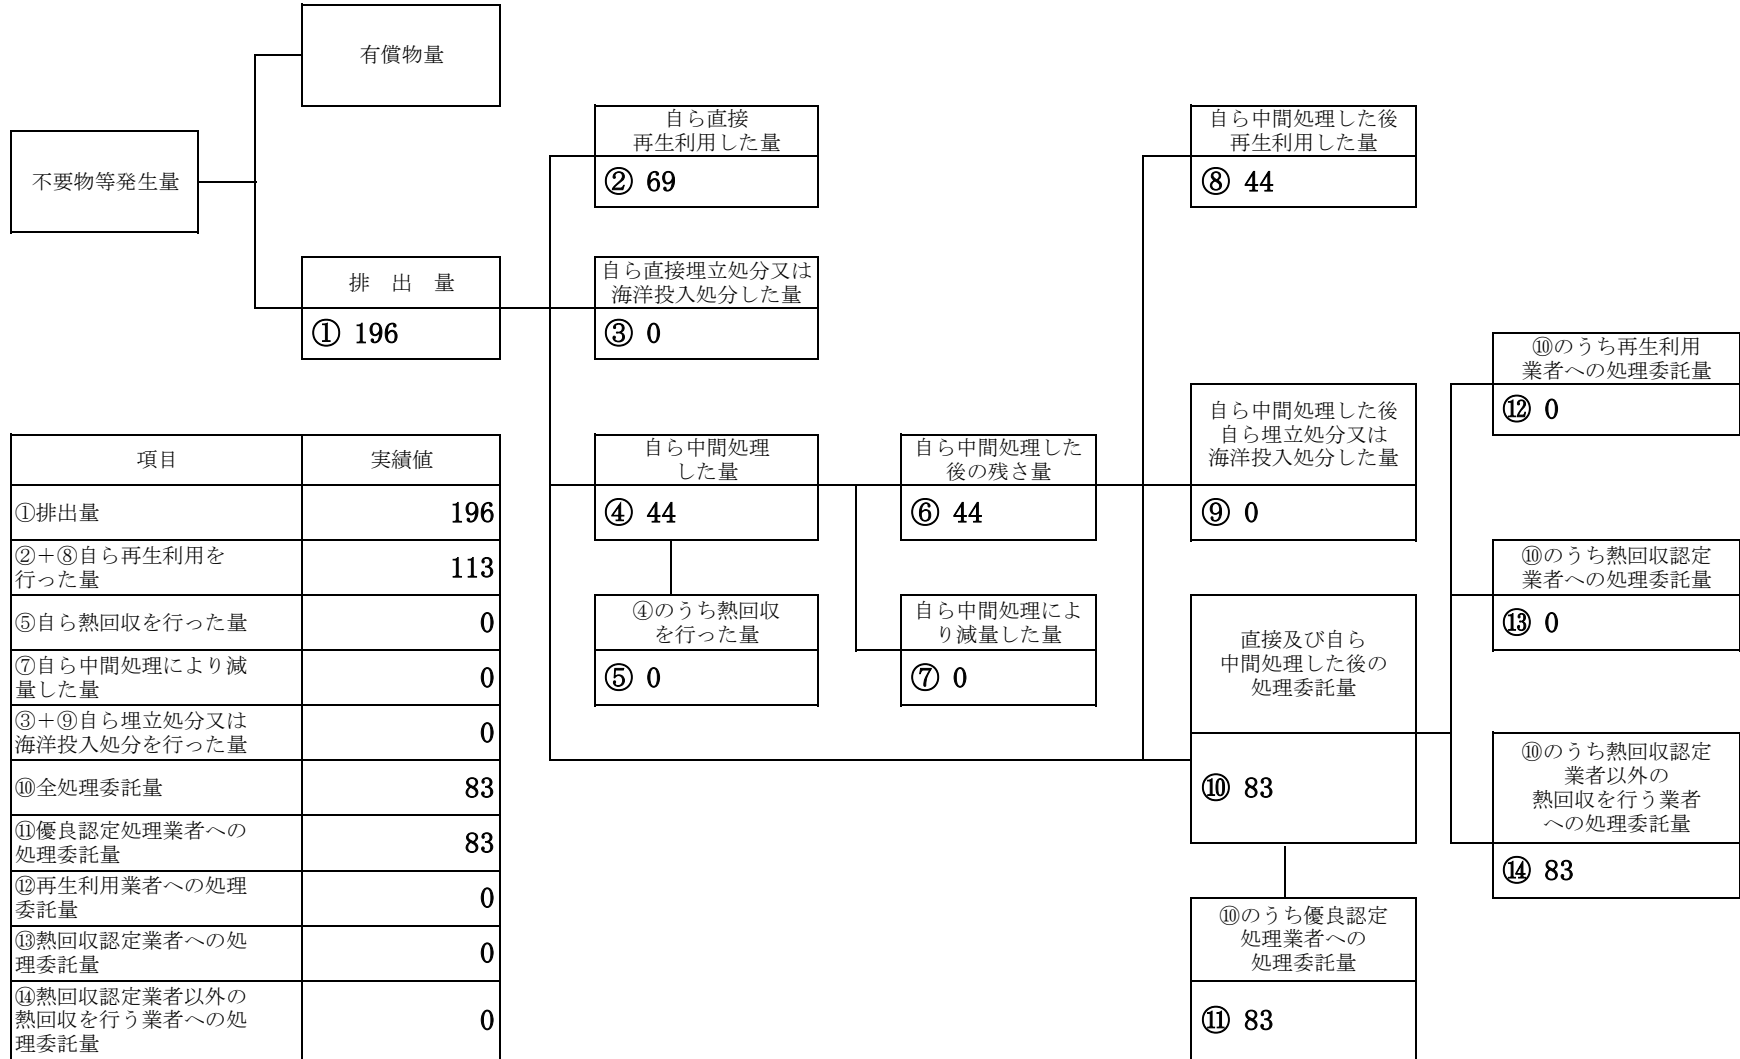 有償物量
不要物等発生量
排 出 量
① 196
自ら直接
再生利用した量
② 69
自ら直接埋立処分又は
海洋投入処分した量
③ 0
自ら中間処理
した量
④ 44
④のうち熱回収
を行った量
⑤ 0
自ら中間処理した
後の残さ量
⑥ 44
自ら中間処理によ
り減量した量
⑦ 0
自ら中間処理した後
再生利用した量
⑧ 44
自ら中間処理した後
自ら埋立処分又は
海洋投入処分した量
⑨ 0
直接及び自ら
中間処理した後の
処理委託量
⑩ 83
⑩のうち優良認定
処理業者への
処理委託量
⑪ 83
⑩のうち再生利用
業者への処理委託量
⑫ 0
⑩のうち熱回収認定
業者への処理委託量
⑬ 0
⑩のうち熱回収認定
業者以外の
熱回収を行う業者
への処理委託量
⑭ 83
項目 実績値
①排出量 196
②＋⑧自ら再生利用を
行った量 113
⑤自ら熱回収を行った量 0
⑦自ら中間処理により減
量した量 0
③＋⑨自ら埋立処分又は
海洋投入処分を行った量 0
⑩全処理委託量 83
⑪優良認定処理業者への
処理委託量 83
⑫再生利用業者への処理
委託量 0
⑬熱回収認定業者への処
理委託量 0
⑭熱回収認定業者以外の
熱回収を行う業者への処
理委託量 0